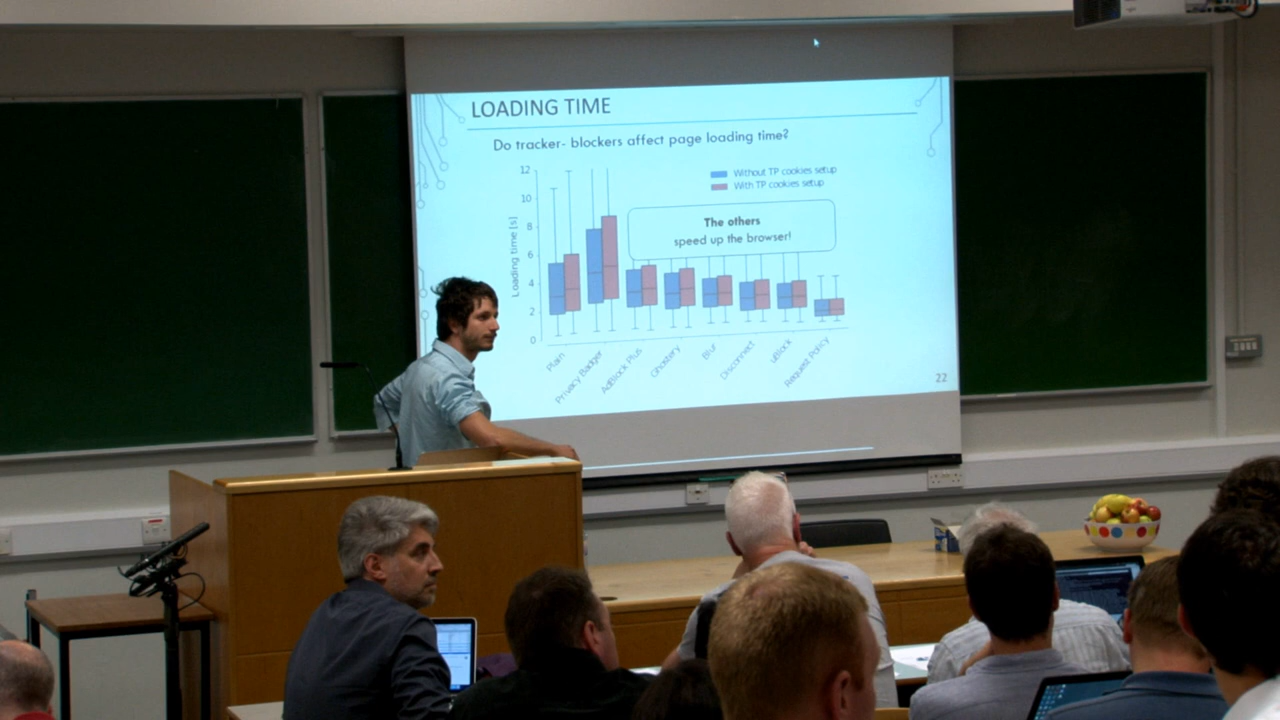 LOADING TIME
Do tracker- blockers affect page loading time?
Without TP cookies setup
With TP cookies setup
The others
speed up the browser!
Loading time [s]
12
10
8
6
4
2
0
Plain
Privacy Badger
AdBlock Plus
Ghostery
Blur
Disconnect
uBlock
Request Policy
22